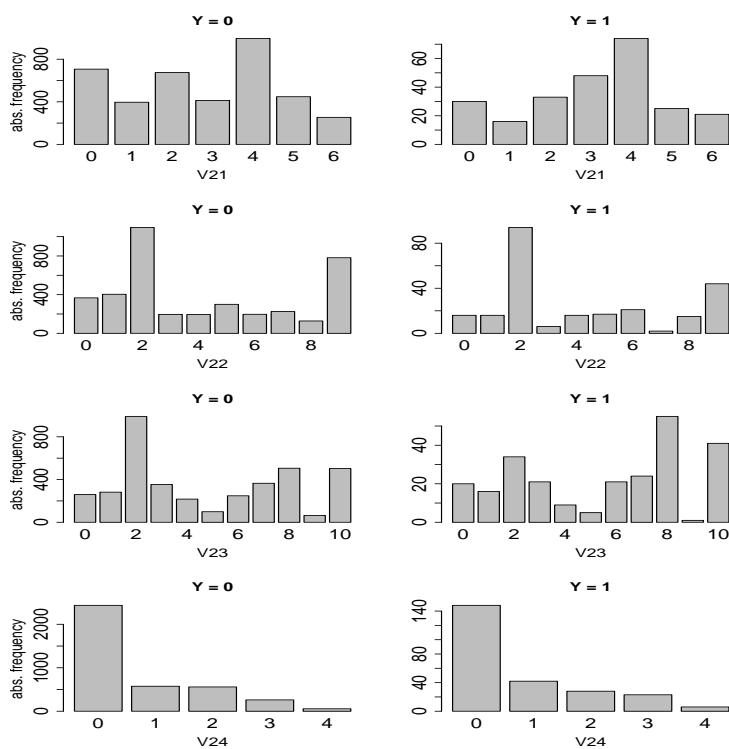 Y = 0
Y = 1
abs. frequency
0 400 800
0 20 40 60
0 1 2 3 4 5 6
0 1 2 3 4 5 6
V21
V21
Y = 0
Y = 1
abs. frequency
0 400 800
0 40 80
0 2 4 6 8
0 2 4 6 8
V22
V22
Y = 0
Y = 1
abs. frequency
0 400 800
0 20 40
0 2 4 6 8 10
0 2 4 6 8 10
V23
V23
Y = 0
Y = 1
abs. frequency
0 1000 2000
0 40 80 140
0 1 2 3 4
0 1 2 3 4
V24
V24